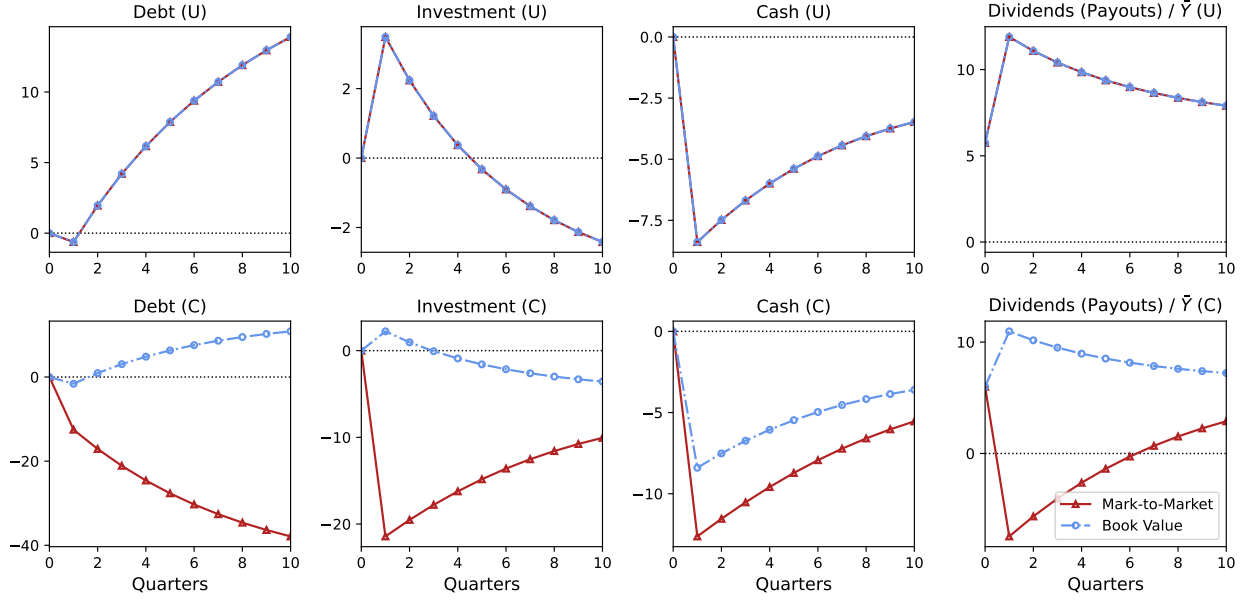 Debt (U)
10
5
0
0 2 4 6 8 10
Investment (U)
2
0
−2
0 2 4 6 8 10
Cash (U)
0.0
−2.5
−5.0
−7.5
0 2 4 6 8 10
Dividends (Payouts) / Ȳ (U)
10
5
0
0 2 4 6 8 10
Debt (C)
0
−20
−40
0 2 4 6 8 10
Quarters
Investment (C)
0
−10
−20
0 2 4 6 8 10
Quarters
Cash (C)
0
−5
−10
0 2 4 6 8 10
Quarters
Dividends (Payouts) / Ȳ (C)
10
0
Mark-to-Market
Book Value
0 2 4 6 8 10
Quarters